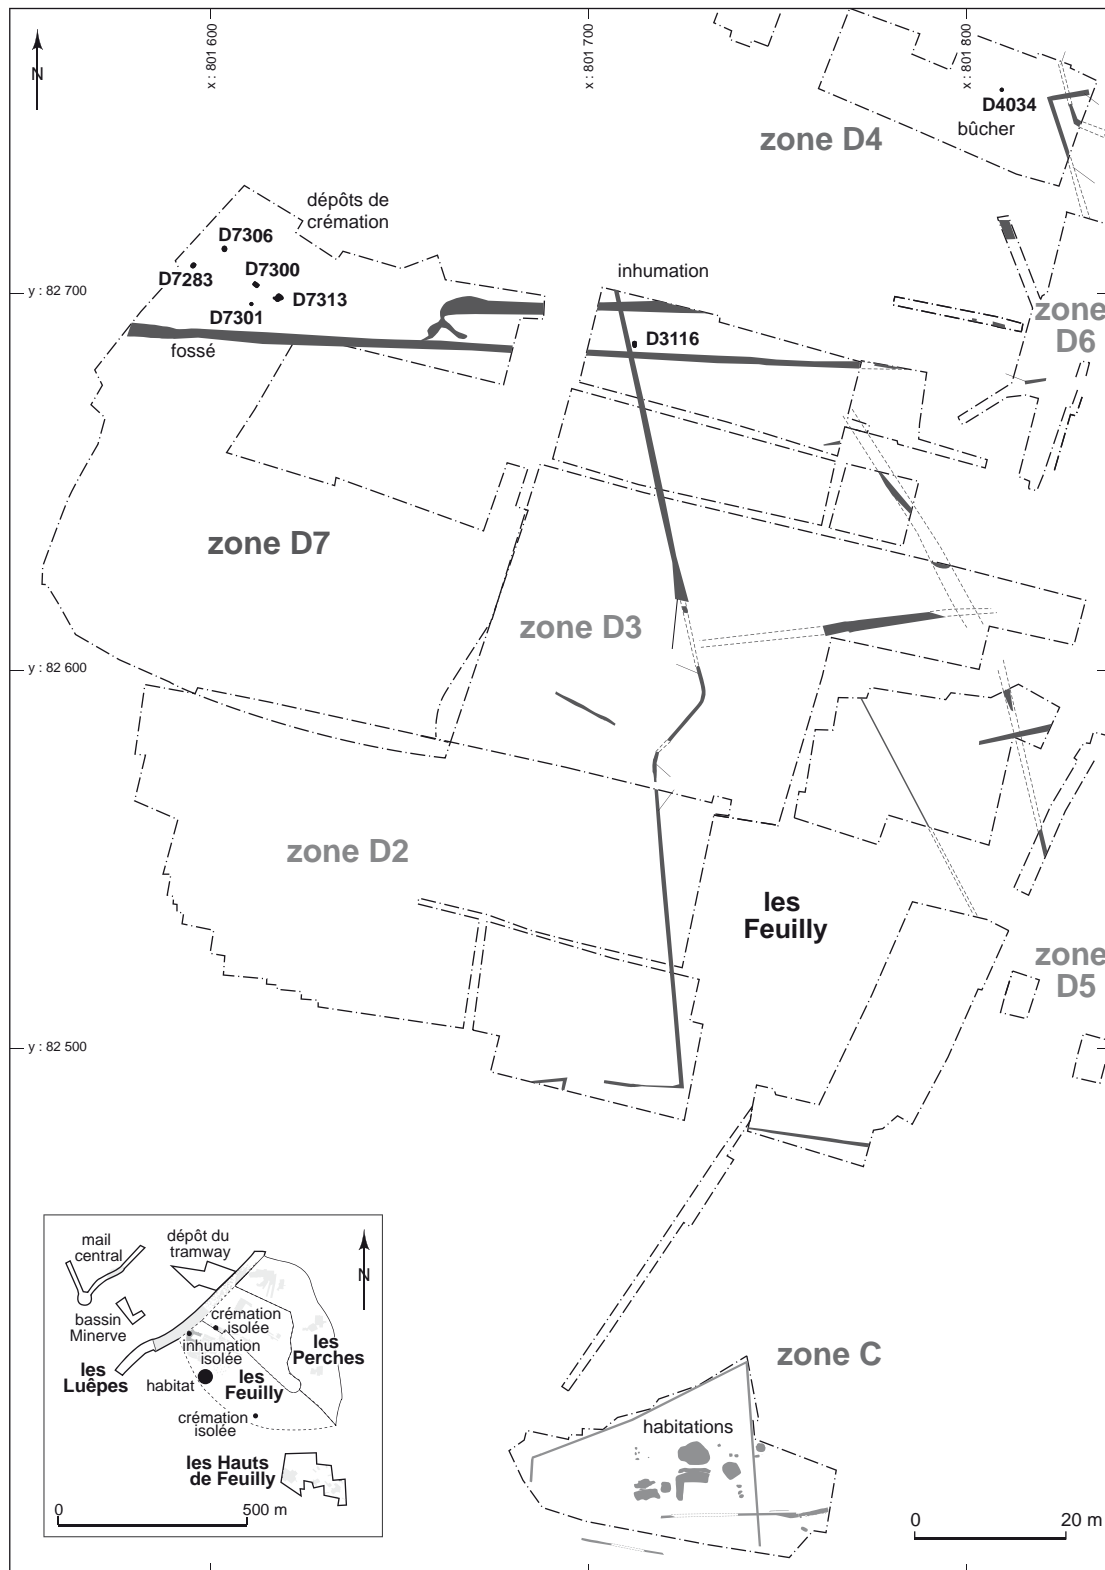 x : 801 600
x : 801 700
x : 801 800
N
D4034
bûcher
zone D4
dépôts de
crémation
D7306
D7283
D7300
D7313
D7301
fossé
inhumation
D3116
y : 82 700
zone
D6
zone D7
zone D3
y : 82 600
zone D2
les
Feuilly
zone
D5
y : 82 500
zone C
habitations
0
20 m
mail
central
dépôt du
tramway
N
bassin
Minerve
crémation
isolée
inhumation
isolée
les
Perches
les
Luêpes
habitat
les
Feuilly
crémation
isolée
les Hauts
de Feuilly
0
500 m